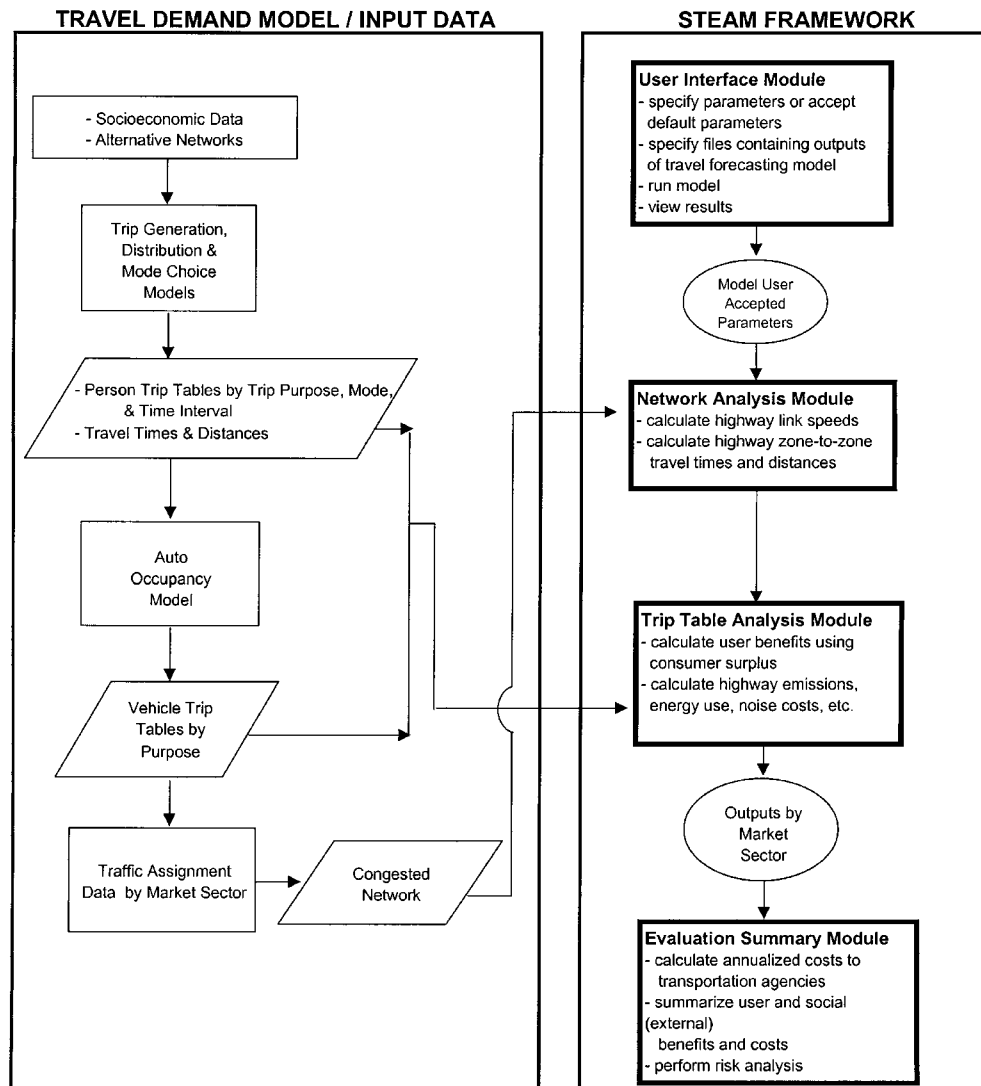 TRAVEL DEMAND MODEL / INPUT DATA
- Socioeconomic Data
- Alternative Networks
Trip Generation,
Distribution &
Mode Choice
Models
- Person Trip Tables by Trip Purpose, Mode,
& Time Interval
- Travel Times & Distances
Auto
Occupancy
Model
Vehicle Trip
Tables by
Purpose
Traffic Assignment
Data by Market Sector
Congested
Network
STEAM FRAMEWORK
User Interface Module
- specify parameters or accept
default parameters
- specify files containing outputs
of travel forecasting model
- run model
- view results
Model User
Accepted
Parameters
Network Analysis Module
- calculate highway link speeds
- calculate highway zone-to-zone
travel times and distances
Trip Table Analysis Module
- calculate user benefits using
consumer surplus
- calculate highway emissions,
energy use, noise costs, etc.
Outputs by
Market
Sector
Evaluation Summary Module
- calculate annualized costs to
transportation agencies
- summarize user and social
(external)
benefits and costs
- perform risk analysis